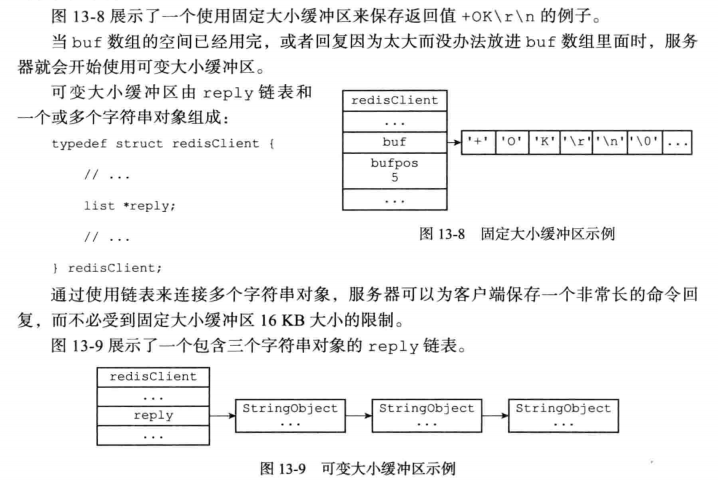 图 13-8 展示了一个使用固定大小缓冲区来保存返回值 +OK\r\n 的例子。
当 buf 数组的空间已经用完，或者回复因为太大而没办法放进 buf 数组里面时，服务
器就会开始使用可变大小缓冲区。
可变大小缓冲区由 reply 链表和
一个或多个字符串对象组成：
typedef struct redisClient {
// ...
list *reply;
// ...
} redisClient;
redisClient
...
buf
bufpos
5
...
'+' 'O' 'K' '\r' '\n' '\0' ...
图 13-8 固定大小缓冲区示例
通过使用链表来连接多个字符串对象，服务器可以为客户端保存一个非常长的命令回
复，而不必受到固定大小缓冲区 16 KB 大小的限制。
图 13-9 展示了一个包含三个字符串对象的 reply 链表。
redisClient
...
reply
...
StringObject
...
StringObject
...
StringObject
...
图 13-9 可变大小缓冲区示例